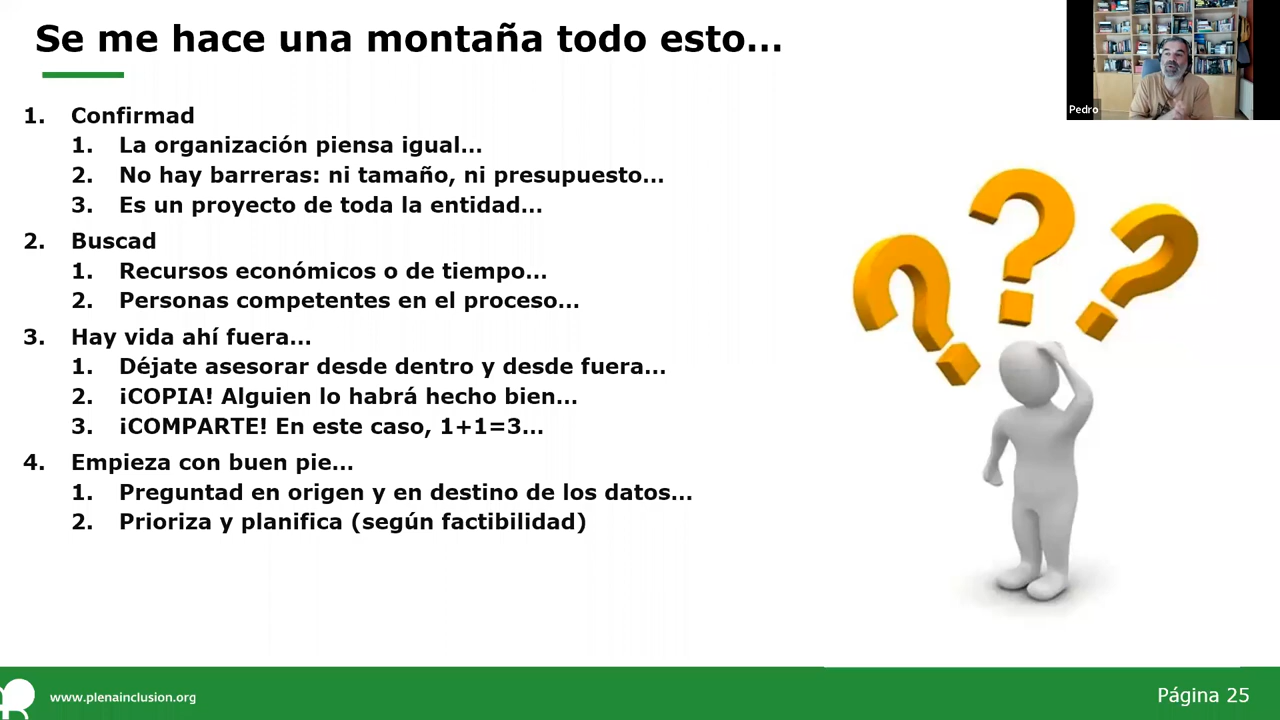 Se me hace una montaña todo esto...
Pedro
1. Confirmad
1. La organización piensa igual...
2. No hay barreras: ni tamaño, ni presupuesto...
3. Es un proyecto de toda la entidad...
2. Buscad
1. Recursos económicos o de tiempo...
2. Personas competentes en el proceso...
3. Hay vida ahí fuera...
1. Déjate asesorar desde dentro y desde fuera...
2. ¡COPIA! Alguien lo habrá hecho bien...
3. ¡COMPARTE! En este caso, 1+1=3...
4. Empieza con buen pie...
1. Preguntad en origen y en destino de los datos...
2. Prioriza y planifica (según factibilidad)
www.plenainclusion.org
Página 25